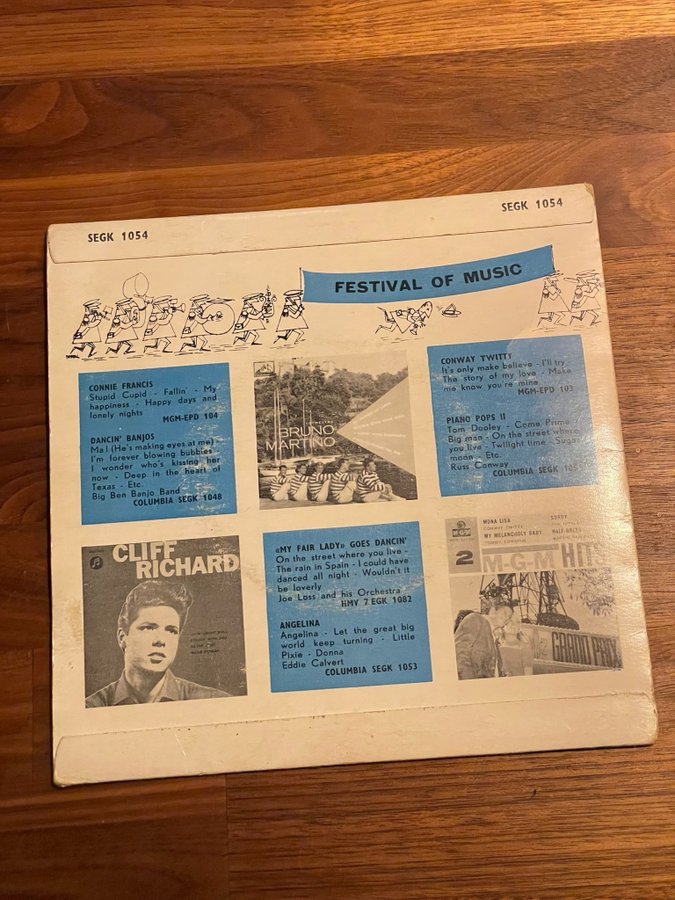 SEGK 1054
SEGK 1054
FESTIVAL OF MUSIC
CONNIE FRANCIS
Stupid Cupid - Fallin' - My
happiness - Happy days and
lonely nights
MGM-EPD 104
DANCIN' BANJOS
Ma! (He's making eyes at me)
I'm forever blowing bubbles
I wonder who's kissing her
now - Deep in the heart of
Texas - Etc.
Big Ben Banjo Band
COLUMBIA SEGK 1048
BRUNO
MARTINO
CONWAY TWITTY
It's only make believe - I'll try
The story of my love - Make
me know you're mine
MGM-EPD 103
PIANO POPS II
Tom Dooley - Come Prima
Big man - On the street where
you live - Twilight time - Sugar
moon - Etc.
Russ Conway
COLUMBIA SEGK
CLIFF
RICHARD
«MY FAIR LADY» GOES DANCIN'
On the street where you live -
The rain in Spain - I could have
danced all night - Wouldn't it
be loverly
Joe Loss and his Orchestra
HMV 7 EGK 1082
ANGELINA
Angelina - Let the great big
world keep turning - Little
Pixie - Donna
Eddie Calvert
COLUMBIA SEGK 1053
MONA LISA
CONWAY TWITTY
MY MELANCHOLY BABY
2
M-G-M HITS
GRAND PRIX